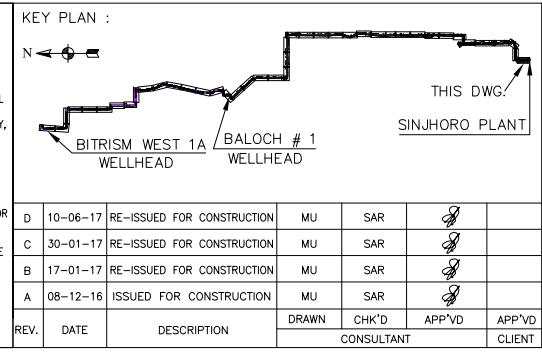 KEY PLAN :
N
THIS DWG.
SINJHORO PLANT
BITRISM WEST 1A
WELLHEAD
BALOCH # 1
WELLHEAD
Y,
OR
D 10-06-17 RE-ISSUED FOR CONSTRUCTION MU SAR
C 30-01-17 RE-ISSUED FOR CONSTRUCTION MU SAR
B 17-01-17 RE-ISSUED FOR CONSTRUCTION MU SAR
A 08-12-16 ISSUED FOR CONSTRUCTION MU SAR
REV. DATE DESCRIPTION DRAWN CHK'D APP'VD APP'VD
CONSULTANT CLIENT